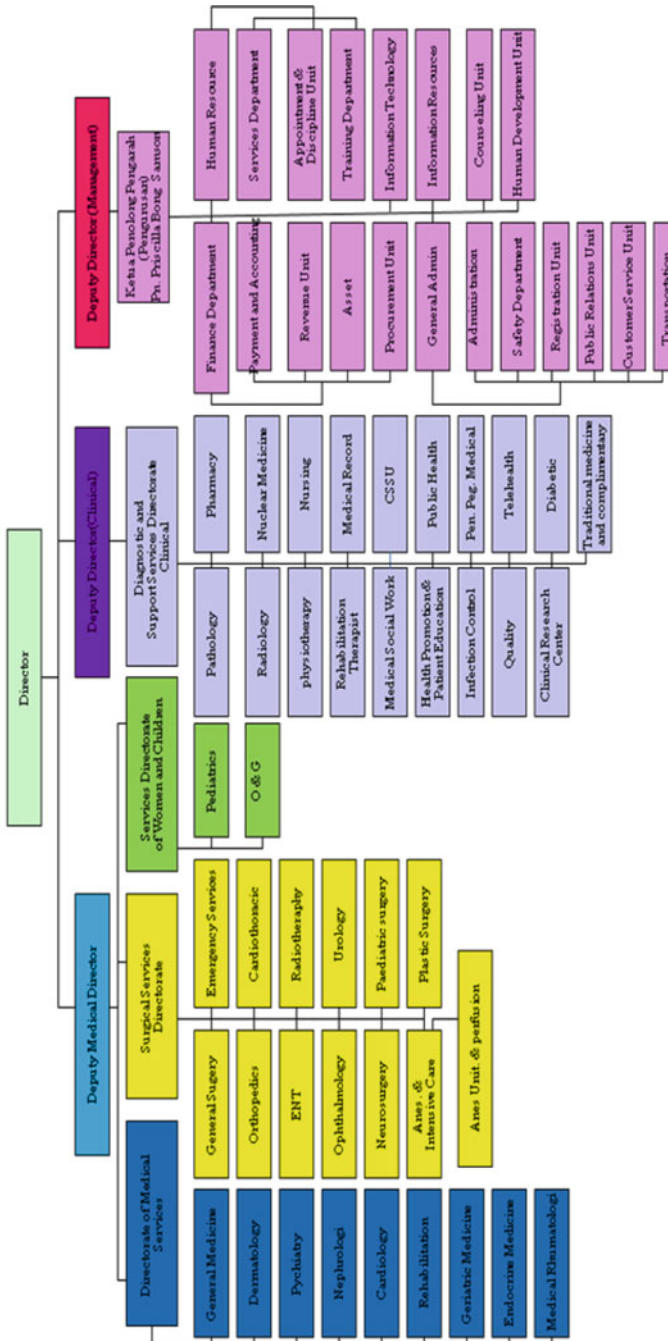 Director
Deputy Medical Director
Deputy Director(Clinical)
Deputy Director (Management)
Directorate of Medical
Services
Surgical Services
Directorate
Services Directorate
of Women and Children
Diagnostic and
Support Services Directorate
Clinical
Ketua Penolong Pengarah
(Pengurusan)
Pn. Priscilla Bong Samson
General Medicine
Dermatology
Pychiatry
Nephrologi
Cardiology
Rehabilitation
Geriatric Medicine
Endocrine Medicine
Medical Rheumatologi
General Sugery
Orthopedics
ENT
Ophthalmology
Neurosurgery
Anes. &
Intensive Care
Emergency Services
Cardiothoracic
Radiotheraphy
Urology
Paediatric surgery
Plastic Surgery
Anes Unit. & perfusion
Pediatrics
O & G
Pathology
Radiology
physiotherapy
Rehabilitation
Therapist
Medical Social Work
Health Promotion &
Patient Education
Infection Control
Quality
Clinical Research
Center
Pharmacy
Nuclear Medicine
Nursing
Medical Record
CSSU
Public Health
Pen. Peg. Medical
Telehealth
Diabetic
Traditional medicine
and complimentary
Finance Department
Payment and Accounting
Revenue Unit
Asset
Procurement Unit
General Admin
Administration
Safety Department
Registration Unit
Public Relations Unit
Customer Service Unit
Transportation
Human Resource
Services Department
Appointment &
Discipline Unit
Training Department
Information Technology
Information Resources
Counseling Unit
Human Development Unit